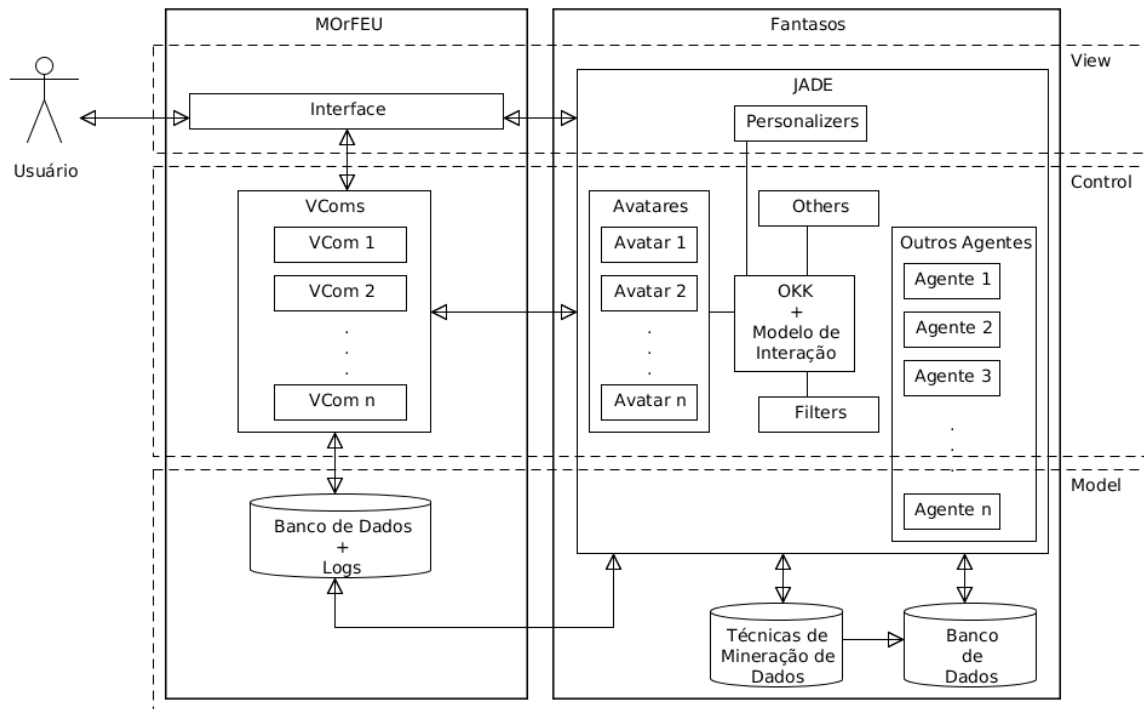 MOrFEU
Fantasos
View
JADE
Interface
Personalizers
Usuário
Control
VComs
Avatares
Others
VCom 1
Avatar 1
Outros Agentes
VCom 2
Avatar 2
OKK
+
Modelo de
Interação
Agente 1
Agente 2
Agente 3
VCom n
Avatar n
Filters
Model
Banco de Dados
+
Logs
Agente n
Técnicas de
Mineração de
Dados
Banco
de
Dados